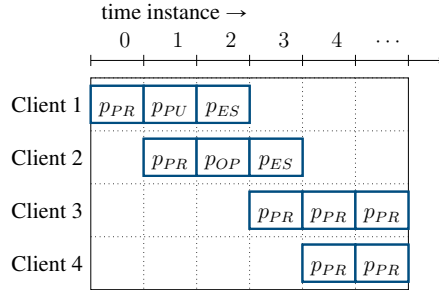 time instance →
0 1 2 3 4 ⋯
Client 1 p_PR p_PU p_ES
Client 2 p_PR p_OP p_ES
Client 3 p_PR p_PR p_PR
Client 4 p_PR p_PR